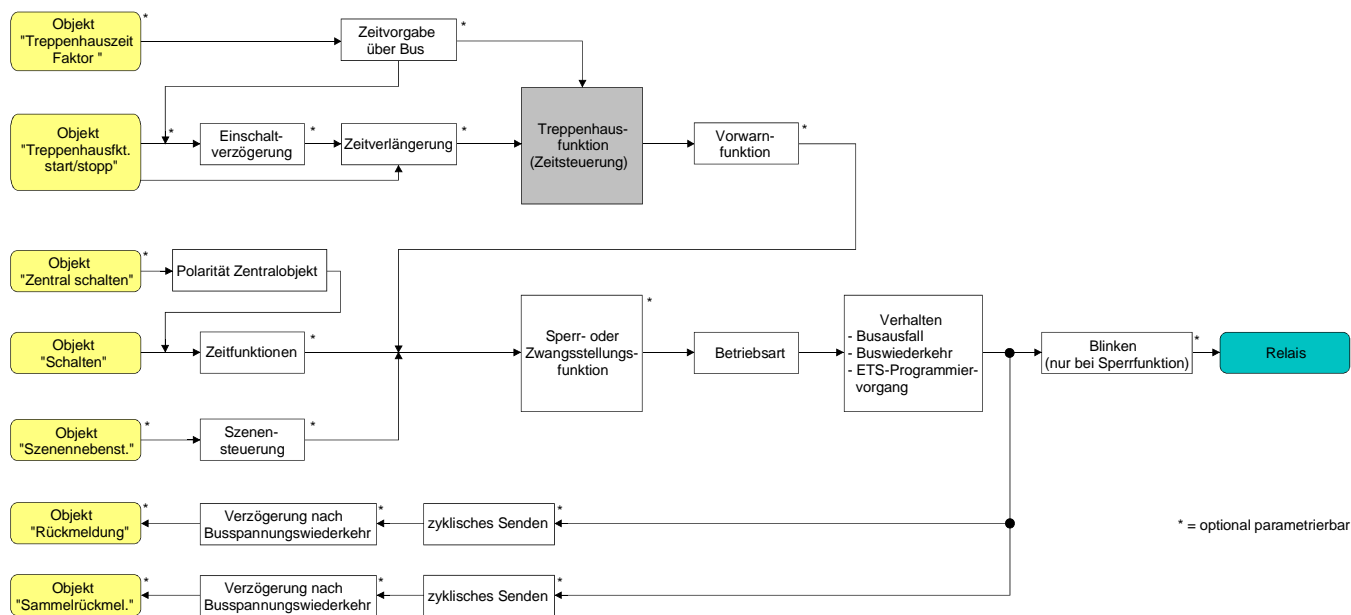 Objekt
"Treppenhauszeit
Faktor "
*
Zeitvorgabe
über Bus
*
Objekt
"Treppenhausfkt.
start/stopp"
*
Einschalt-
verzögerung
*
Zeitverlängerung
*
Treppenhaus-
funktion
(Zeitsteuerung)
Vorwarn-
funktion
*
Objekt
"Zentral schalten"
*
Polarität Zentralobjekt
Objekt
"Schalten"
Zeitfunktionen
*
Sperr- oder
Zwangsstellungs-
funktion
*
Betriebsart
Verhalten
- Busausfall
- Buswiederkehr
- ETS-Programmier-
vorgang
Blinken
(nur bei Sperrfunktion)
*
Relais
Objekt
"Szenennebenst."
*
Szenen-
steuerung
*
Objekt
"Rückmeldung"
*
Verzögerung nach
Busspannungswiederkehr
*
zyklisches Senden
*
* = optional parametrierbar
Objekt
"Sammelrückmel."
*
Verzögerung nach
Busspannungswiederkehr
*
zyklisches Senden
*